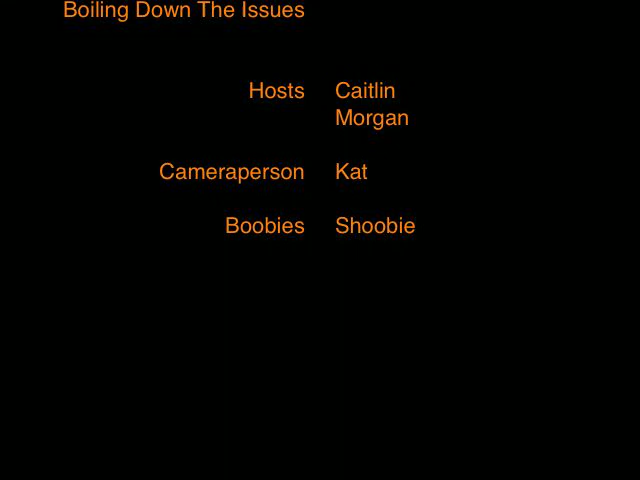 Boiling Down The Issues
Hosts Caitlin
Morgan
Cameraperson Kat
Boobies Shoobie